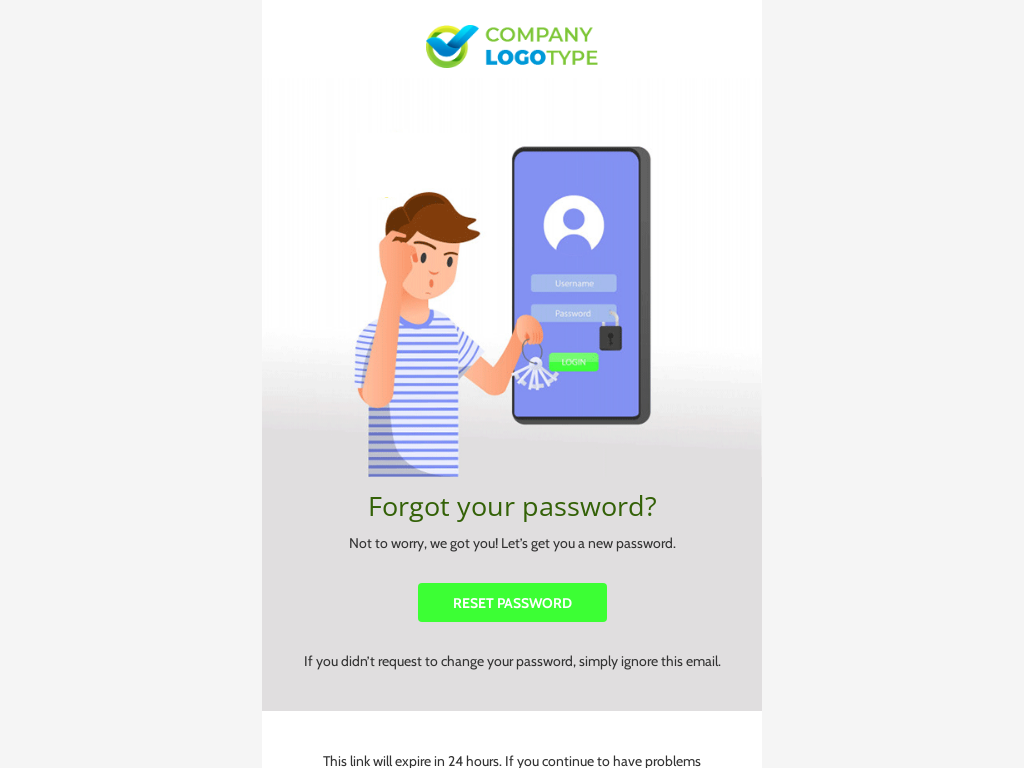 COMPANY
LOGOTYPE
Username
Password
LOGIN
Forgot your password?
Not to worry, we got you! Let’s get you a new password.
RESET PASSWORD
If you didn’t request to change your password, simply ignore this email.
This link will expire in 24 hours. If you continue to have problems